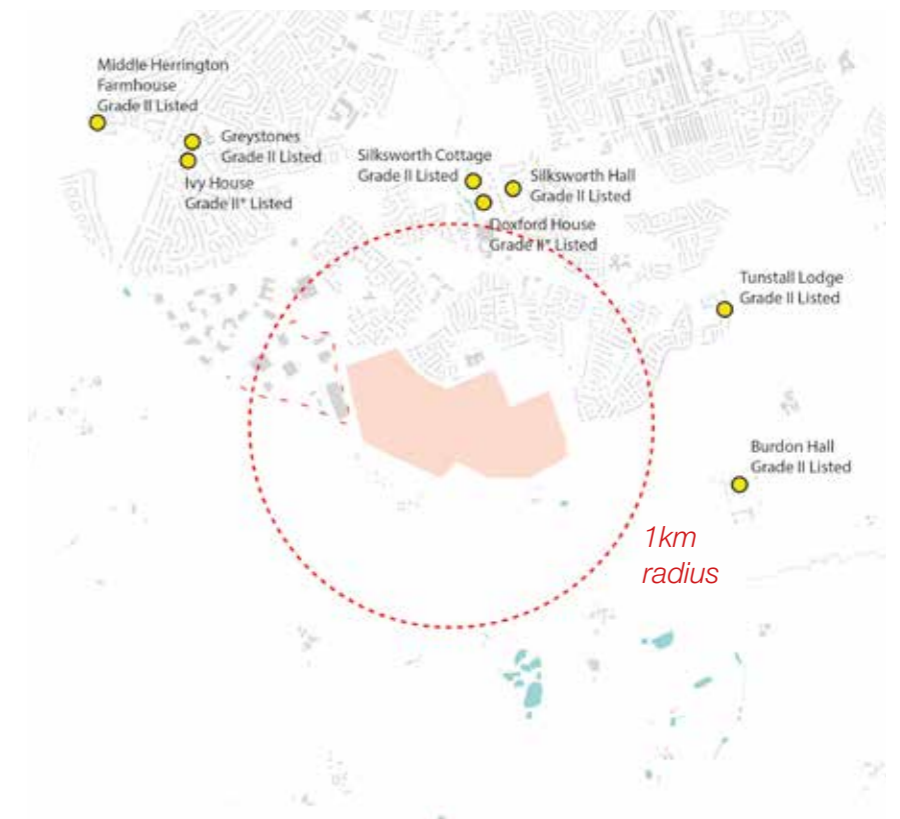 Middle Herrington
Farmhouse
Grade II Listed
Greystones
Grade II Listed
Ivy House
Grade II* Listed
Silksworth Cottage
Grade II Listed
Silksworth Hall
Grade II Listed
Doxford House
Grade II* Listed
Tunstall Lodge
Grade II Listed
Burdon Hall
Grade II Listed
1km
radius